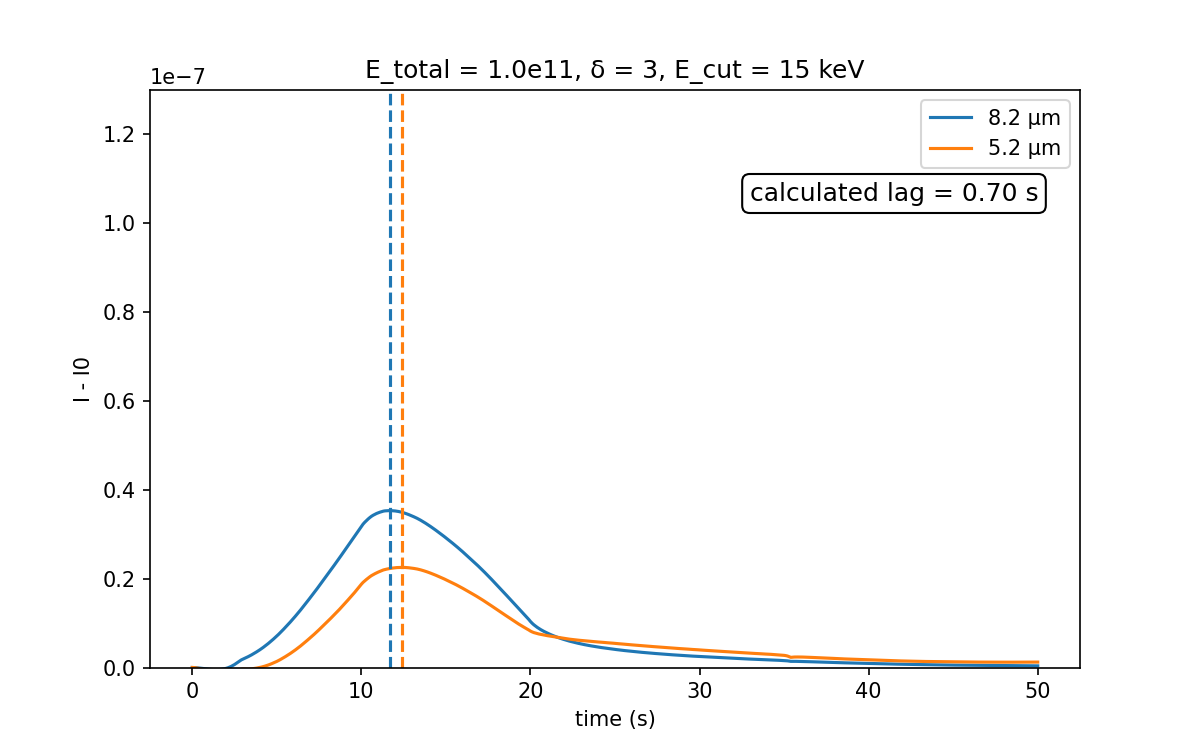 E_total = 1.0e11, δ = 3, E_cut = 15 keV
1e−7
8.2 μm
5.2 μm
calculated lag = 0.70 s
1.2
1.0
0.8
0.6
0.4
0.2
0.0
I - I0
0 10 20 30 40 50
time (s)